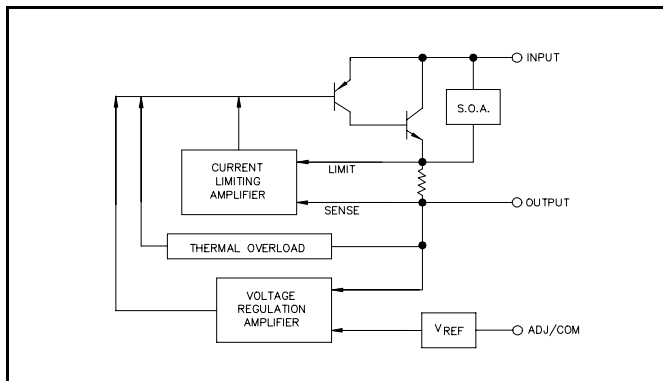 INPUT
S.O.A.
CURRENT
LIMITING
AMPLIFIER
LIMIT
SENSE
OUTPUT
THERMAL OVERLOAD
VOLTAGE
REGULATION
AMPLIFIER
VREF
ADJ/COM